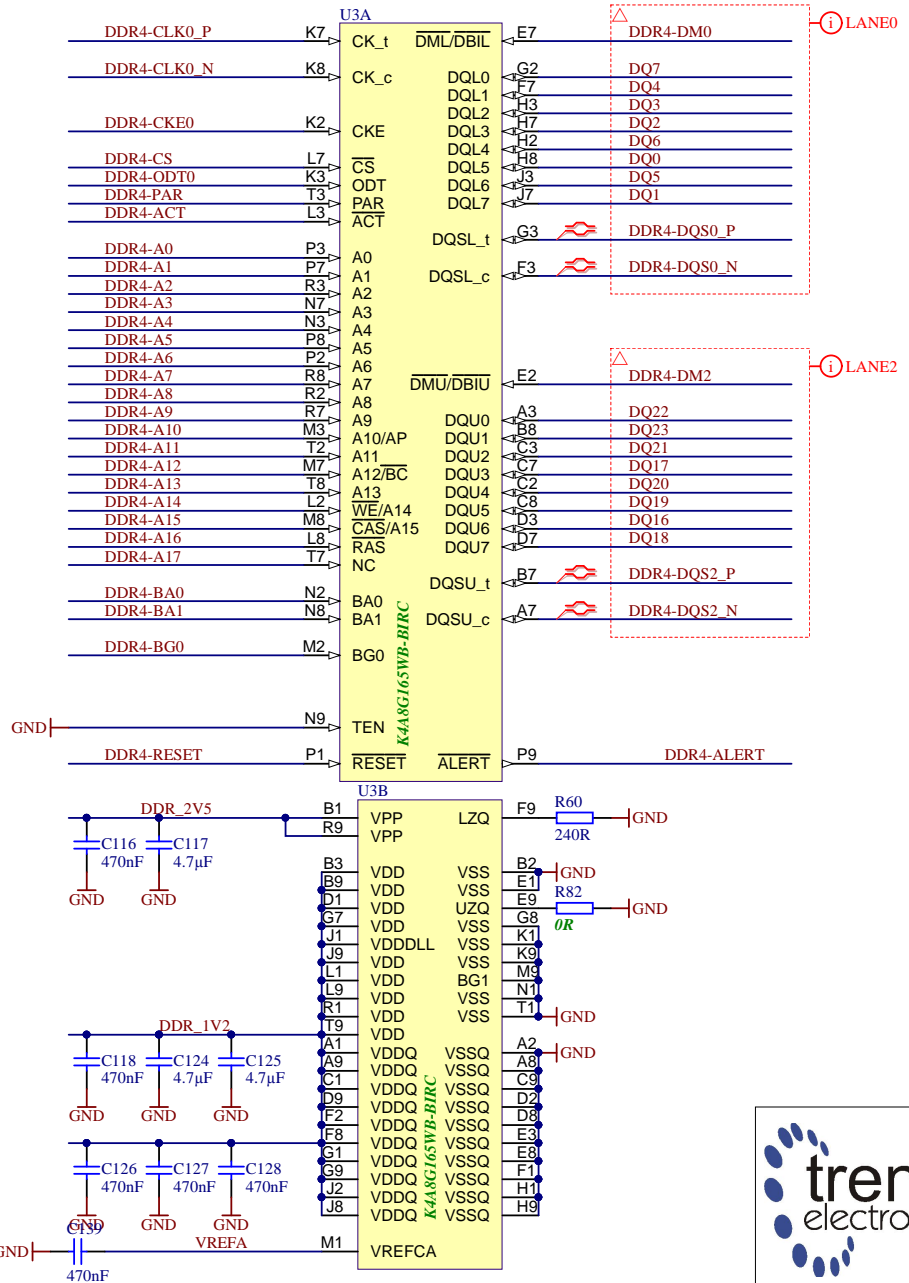 U3A
DDR4-CLK0_P K7 CK_t DML/DBIL E7 DDR4-DM0
LANE0
DDR4-CLK0_N K8 CK_c DQL0 G2 DQ7
DQL1 F7 DQ4
DQL2 H3 DQ3
DDR4-CKE0 K2 CKE DQL3 H7 DQ2
DQL4 H2 DQ6
DDR4-CS L7 CS DQL5 H8 DQ0
DDR4-ODT0 K3 ODT DQL6 J3 DQ5
DDR4-PAR T3 PAR DQL7 J7 DQ1
DDR4-ACT L3 ACT
DQSL_t G3 DDR4-DQS0_P
DDR4-A0 P3 A0
DDR4-A1 P7 A1 DQSL_c F3 DDR4-DQS0_N
DDR4-A2 R3 A2
DDR4-A3 N7 A3
DDR4-A4 N3 A4
DDR4-A5 P8 A5
DDR4-A6 P2 A6
LANE2
DDR4-A7 R8 A7 DMU/DBIU E2 DDR4-DM2
DDR4-A8 R2 A8
DDR4-A9 R7 A9 DQU0 A3 DQ22
DDR4-A10 M3 A10/AP DQU1 B8 DQ23
DDR4-A11 T2 A11 DQU2 C3 DQ21
DDR4-A12 M7 A12/BC DQU3 C7 DQ17
DDR4-A13 T8 A13 DQU4 C2 DQ20
DDR4-A14 L2 WE/A14 DQU5 C8 DQ19
DDR4-A15 M8 CAS/A15 DQU6 D3 DQ16
DDR4-A16 L8 RAS DQU7 D7 DQ18
DDR4-A17 T7 NC
DQSU_t B7 DDR4-DQS2_P
DDR4-BA0 N2 BA0
DDR4-BA1 N8 BA1 DQSU_c A7 DDR4-DQS2_N
DDR4-BG0 M2 BG0
K4A8G165WB-BIRC
GND N9 TEN
DDR4-RESET P1 RESET ALERT P9 DDR4-ALERT
U3B
DDR_2V5 B1 VPP LZQ F9 R60 GND
R9 VPP 240R
C116 C117
470nF 4.7µF
GND GND
B3 VDD VSS B2 GND
B9 VDD VSS E1
D1 VDD UZQ E9 R82 GND
0R
G7 VDD VSS G8
J1 VDDDLL VSS K1
J9 VDD VSS K9
L1 VDD BG1 M9
L9 VDD VSS N1
R1 VDD VSS T1 GND
DDR_1V2 T9 VDD
A1 VDDQ VSSQ A2 GND
A9 VDDQ VSSQ A8
C1 VDDQ VSSQ C9
D9 VDDQ VSSQ D2
F2 VDDQ VSSQ D8
F8 VDDQ VSSQ E3
G1 VDDQ VSSQ E8
G9 VDDQ VSSQ F1
J2 VDDQ VSSQ H1
J8 VDDQ VSSQ H9
C118 C124 C125
470nF 4.7µF 4.7µF
GND GND GND
C126 C127 C128
470nF 470nF 470nF
GND GND GND
K4A8G165WB-BIRC
C139
GND VREFA M1 VREFCA
470nF
tren
electro